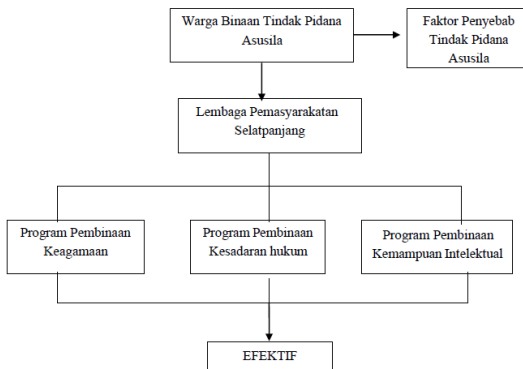 Warga Binaan Tindak Pidana
Asusila
Faktor Penyebab
Tindak Pidana
Asusila
Lembaga Pemasyarakatan
Selatpanjang
Program Pembinaan
Keagamaan
Program Pembinaan
Kesadaran hukum
Program Pembinaan
Kemampuan Intelektual
EFEKTIF